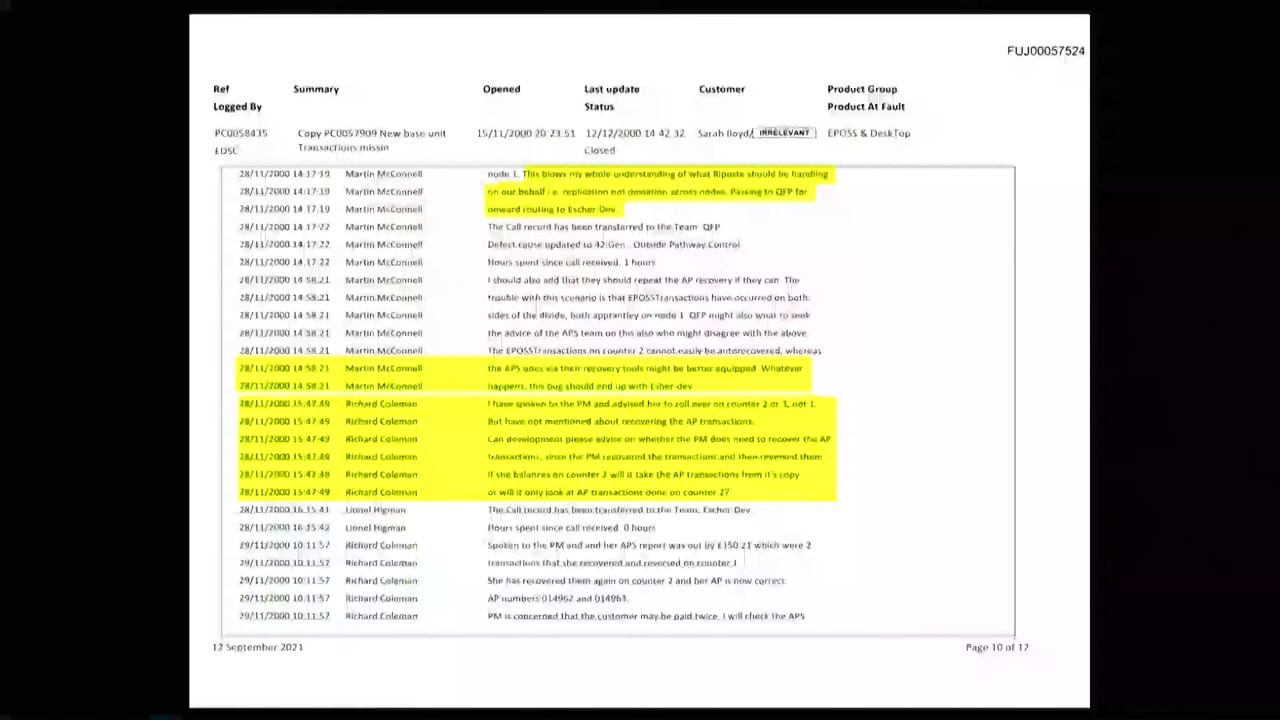 FUJ00057524
Ref Summary Opened Last update Customer Product Group
Logged By Status Product At Fault
PC0058435 Copy PC0057909 New base unit 15/11/2000 20 23.51 12/12/2000 14 42 32 Sarah lloyd/ IRRELEVANT EPOSS & DeskTop
EDSC Transactions missin Closed
28/11/2000 14:17:19 Martin McConnell node 1. This blows my whole understanding of what Riposte should be handling
28/11/2000 14:17:19 Martin McConnell on our behalf i.e. replication not deviation across nodes. Passing to QFP for
28/11/2000 14.17.19 Martin McConnell onward routing to Escher-Dev.
28/11/2000 14:17:22 Martin McConnell The Call record has been transferred to the Team QFP
28/11/2000 14:17:22 Martin McConnell Defect cause updated to 42:Gen Outside Pathway Control
28/11/2000 14.17.22 Martin McConnell Hours spent since call received. 1 hours
28/11/2000 14 58.21 Martin McConnell I should also add that they should repeat the AP recovery if they can The
28/11/2000 14:58.21 Martin McConnell trouble with this scenario is that EPOSSTransactions have occurred on both
28/11/2000 14 58 21 Martin McConnell sides of the divide, both apprantley on node 1 QFP might also want to seek
28/11/2000 14 58.21 Martin McConnell the advice of the APS team on this also who might disagree with the above
28/11/2000 14 58.21 Martin McConnell The EPOSSTransactions on counter 2 cannot easily be autorecovered, whereas
28/11/2000 14 58.21 Martin McConnell the APS ones via their recovery tools might be better equipped Whatever
28/11/2000 14:58:21 Martin McConnell happens, this bug should end up with Esher-dev
28/11/2000 15:47:49 Richard Coleman I have spoken to the PM and advised her to roll over on counter 2 or 3, not 1.
28/11/2000 15:47:49 Richard Coleman But have not mentioned about recovering the AP transactions.
28/11/2000 15:47:49 Richard Coleman Can development please advise on whether the PM does need to recover the AP
28/11/2000 15:47:49 Richard Coleman transactions, since the PM recovered the transactions and then reversed them
28/11/2000 15:47:49 Richard Coleman If she balances on counter 2 will it take the AP transactions from it's copy
28/11/2000 15:47:49 Richard Coleman or will it only look at AP transactions done on counter 2?
28/11/2000 16.15.41 Lionel Higman The Call record has been transferred to the Team, Escher Dev
28/11/2000 16:15:42 Lionel Higman Hours spent since call received 0 hours
29/11/2000 10:11:57 Richard Coleman Spoken to the PM and and her APS report was out by £150 21 which were 2
29/11/2000 10.11.57 Richard Coleman transactions that she recovered and reversed on counter 1
29/11/2000 10:11:57 Richard Coleman She has recovered them again on counter 2 and her AP is now correct.
29/11/2000 10:11:57 Richard Coleman AP numbers 014962 and 014963.
29/11/2000 10:11.57 Richard Coleman PM is concerned that the customer may be paid twice I will check the APS
12 September 2021 Page 10 of 12